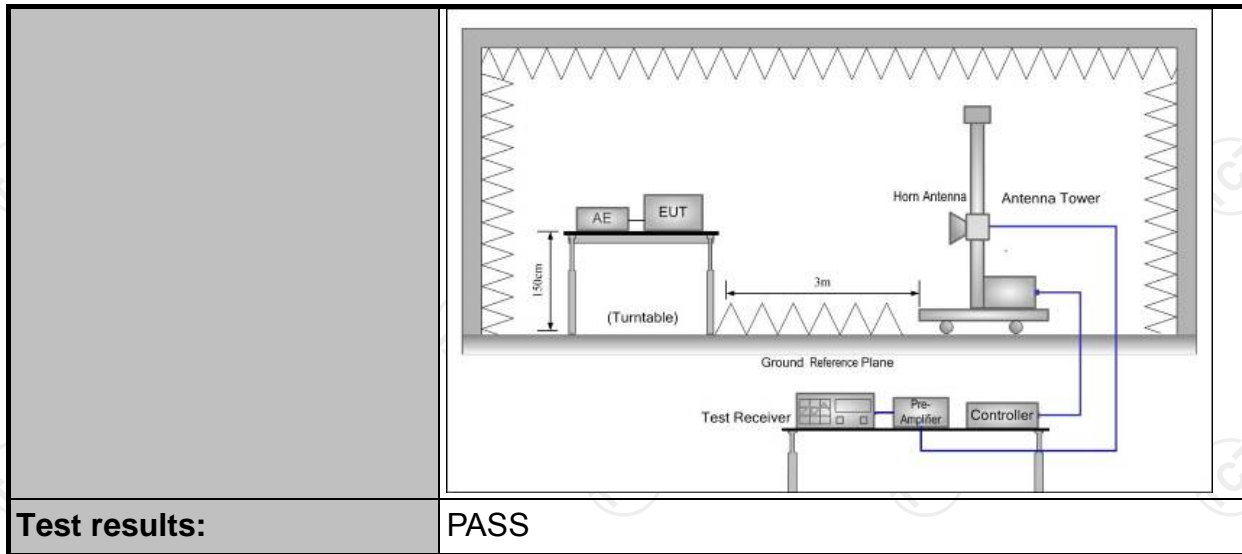 Horn Antenna
Antenna Tower
AE
EUT
150cm
3m
(Turntable)
Ground Reference Plane
Test Receiver
Pre-
Amplifier
Controller
Test results:
PASS